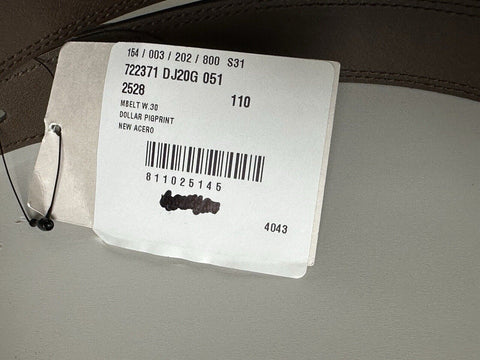 154 / 003 / 202 / 800 S31
722371 DJ20G 051
2528 110
MBELT W.30
DOLLAR PIGPRINT
NEW ACERO
811025145
4043